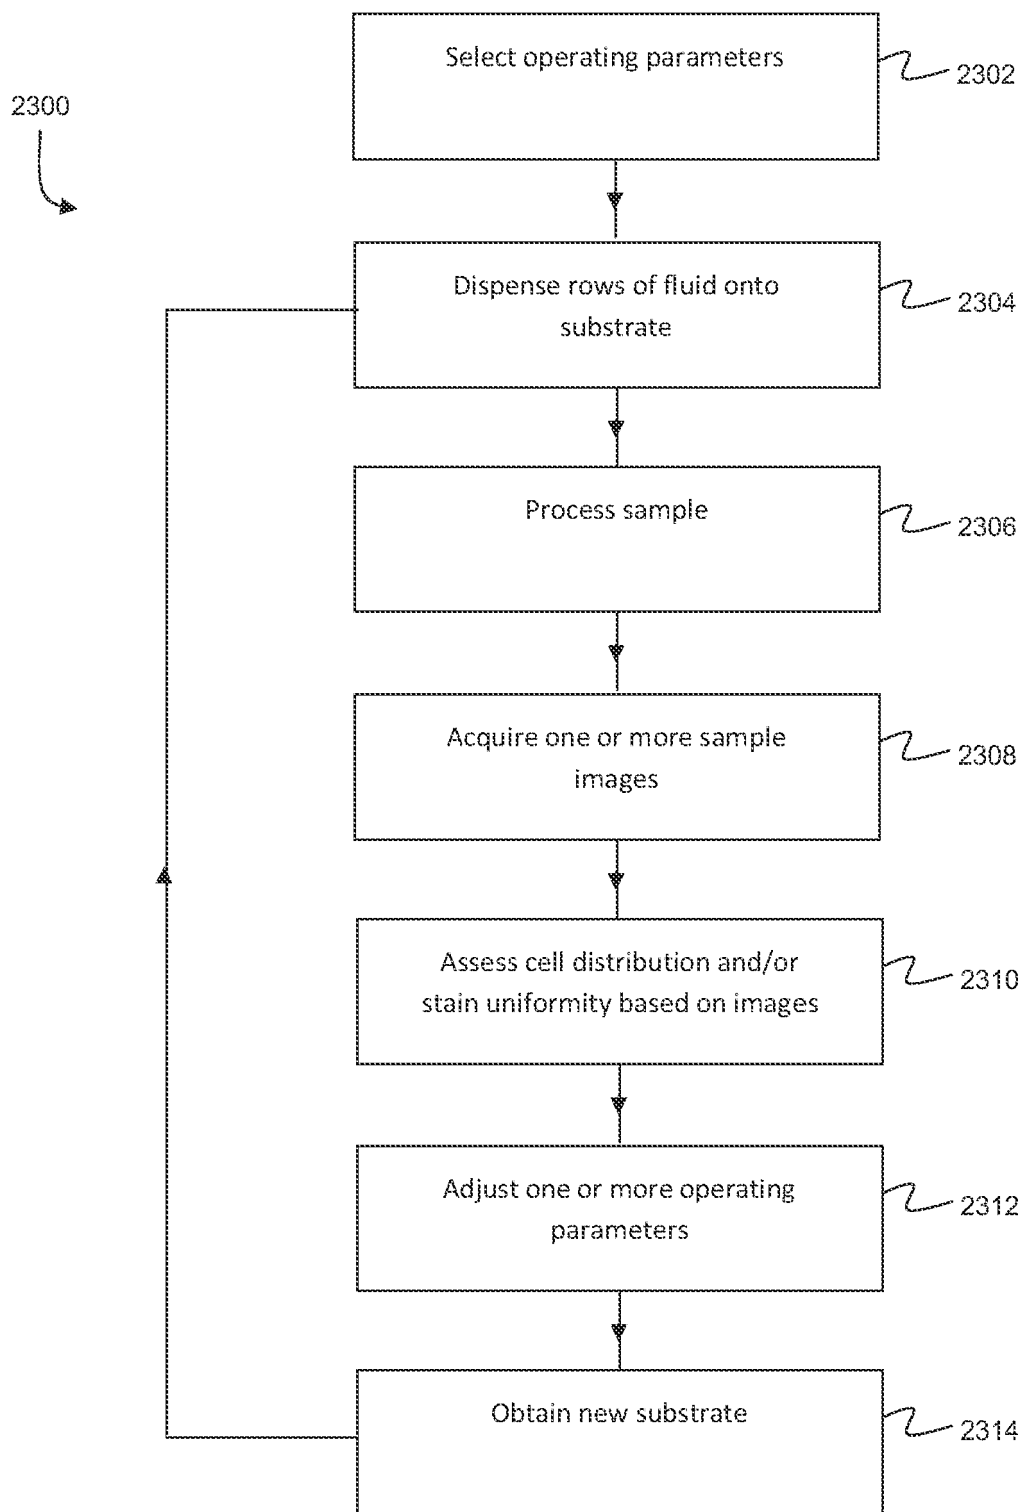 2300
Select operating parameters
2302
Dispense rows of fluid onto
substrate
2304
Process sample
2306
Acquire one or more sample
images
2308
Assess cell distribution and/or
stain uniformity based on images
2310
Adjust one or more operating
parameters
2312
Obtain new substrate
2314